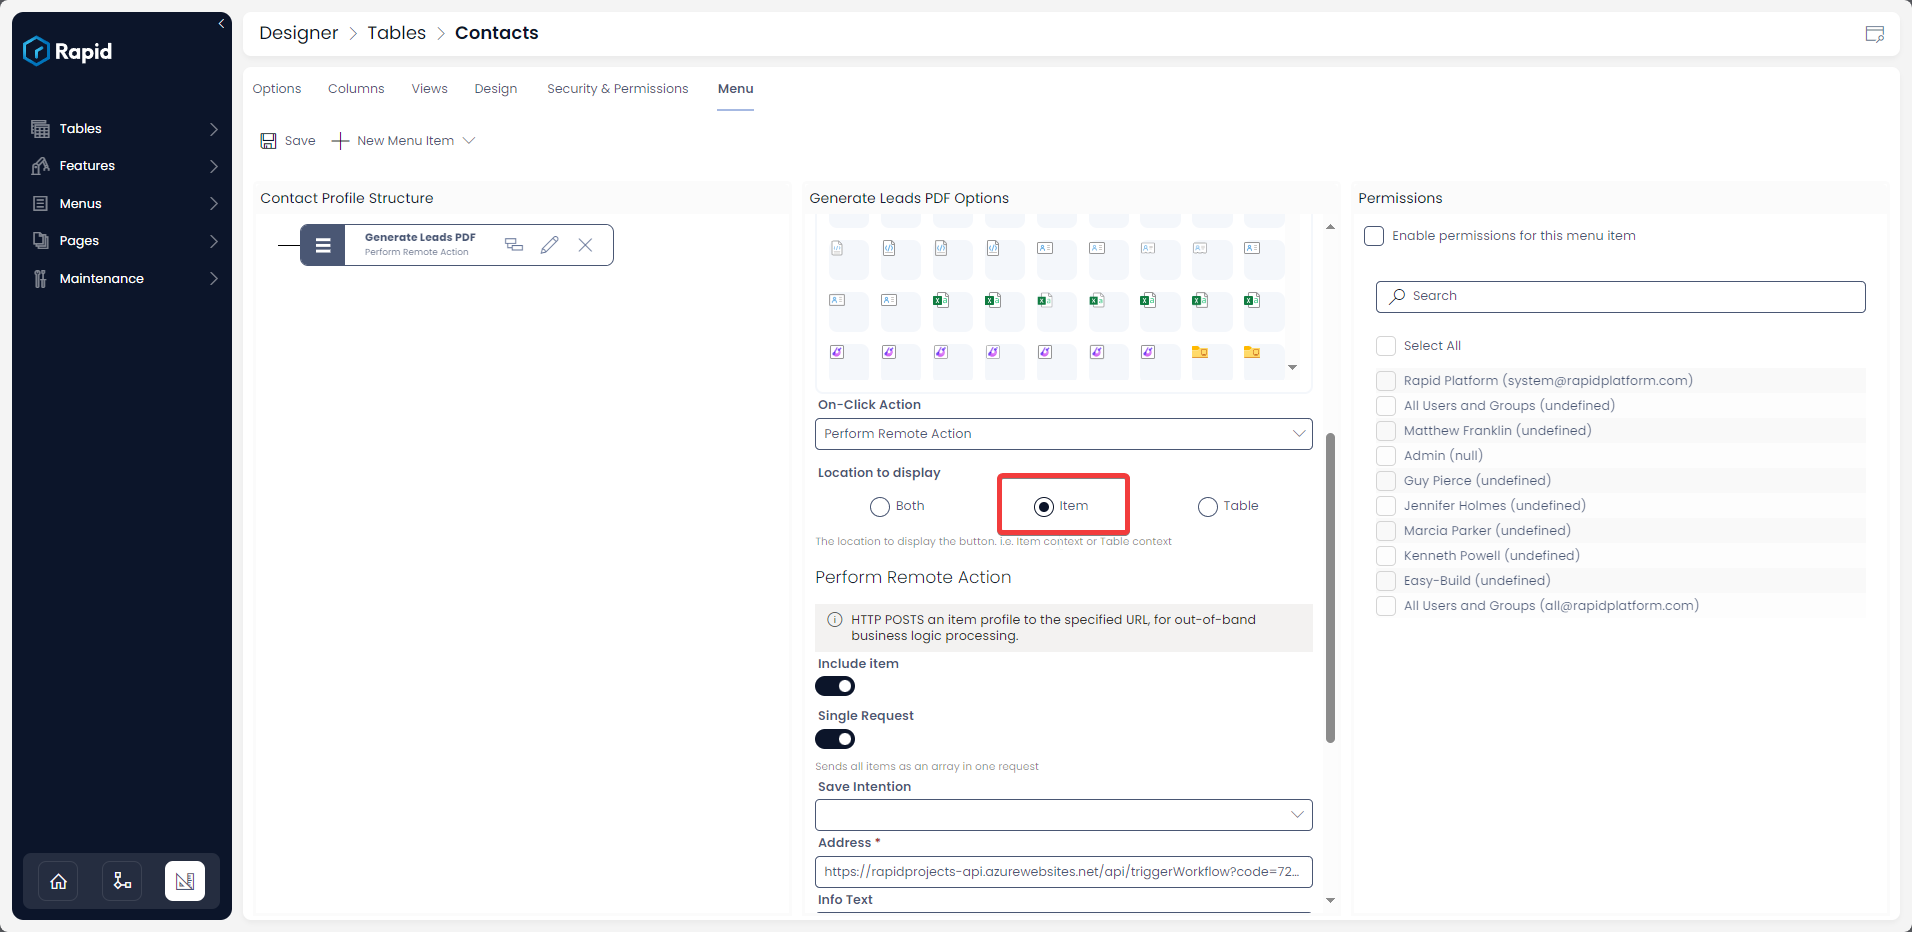 Rapid
Tables
Features
Menus
Pages
Maintenance
Designer > Tables > Contacts
Options Columns Views Design Security & Permissions Menu
Save New Menu Item
Contact Profile Structure
Generate Leads PDF
Perform Remote Action
Generate Leads PDF Options
On-Click Action
Perform Remote Action
Location to display
Both Item Table
The location to display the button. i.e. Item context or Table context
Perform Remote Action
HTTP POSTS an item profile to the specified URL, for out-of-band
business logic processing.
Include item
Single Request
Sends all items as an array in one request
Save Intention
Address *
https://rapidprojects-api.azurewebsites.net/api/triggerWorkflow?code=72...
Info Text
Permissions
Enable permissions for this menu item
Search
Select All
Rapid Platform (system@rapidplatform.com)
All Users and Groups (undefined)
Matthew Franklin (undefined)
Admin (null)
Guy Pierce (undefined)
Jennifer Holmes (undefined)
Marcia Parker (undefined)
Kenneth Powell (undefined)
Easy-Build (undefined)
All Users and Groups (all@rapidplatform.com)